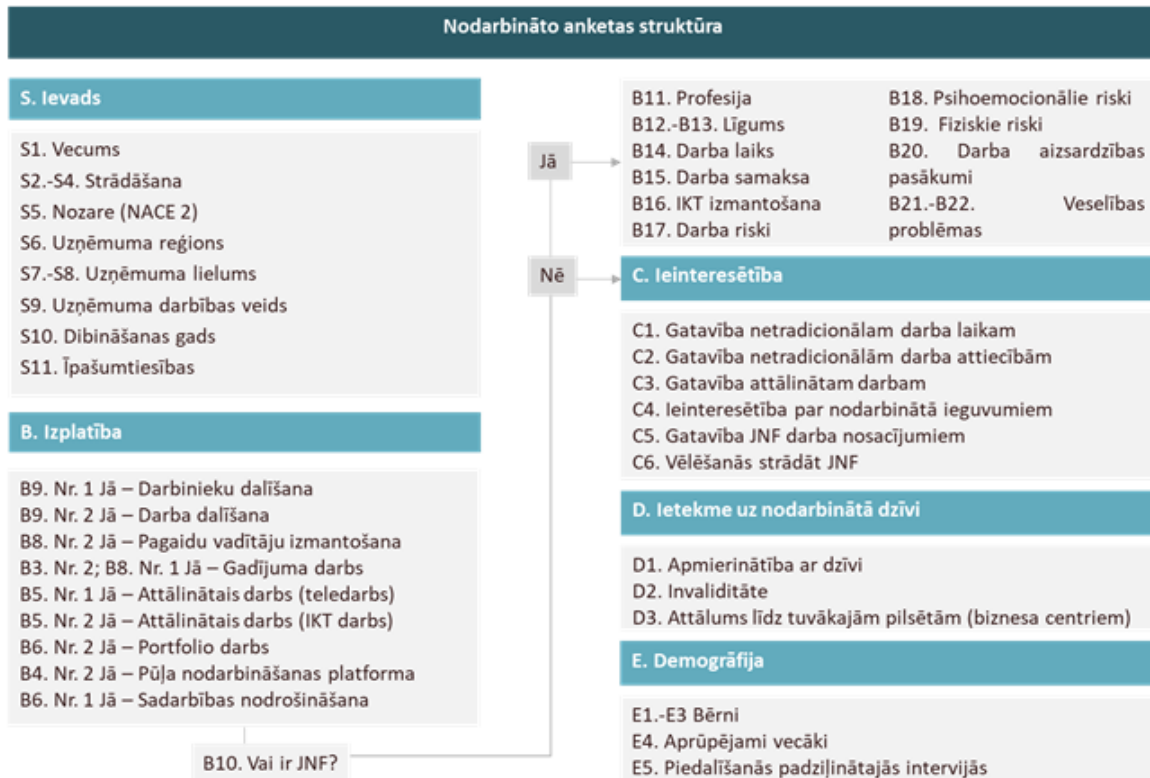 Nodarbināto anketas struktūra
S. Ievads
S1. Vecums
S2.-S4. Strādāšana
S5. Nozare (NACE 2)
S6. Uzņēmuma reģions
S7.-S8. Uzņēmuma lielums
S9. Uzņēmuma darbības veids
S10. Dibināšanas gads
S11. Īpašumtiesības
B. Izplatība
B9. Nr. 1 Jā – Darbinieku dalīšana
B9. Nr. 2 Jā – Darba dalīšana
B8. Nr. 2 Jā – Pagaidu vadītāju izmantošana
B3. Nr. 2; B8. Nr. 1 Jā – Gadījuma darbs
B5. Nr. 1 Jā – Attālinātais darbs (teledarbs)
B5. Nr. 2 Jā – Attālinātais darbs (IKT darbs)
B6. Nr. 2 Jā – Portfolio darbs
B4. Nr. 2 Jā – Pūļa nodarbināšanas platforma
B6. Nr. 1 Jā – Sadarbības nodrošināšana
B10. Vai ir JNF?
Jā
Nē
B11. Profesija
B12.-B13. Līgums
B14. Darba laiks
B15. Darba samaksa
B16. IKT izmantošana
B17. Darba riski
B18. Psihoemocionālie riski
B19. Fiziskie riski
B20. Darba aizsardzības
pasākumi
B21.-B22. Veselības
problēmas
C. Ieinteresētība
C1. Gatavība netradicionālam darba laikam
C2. Gatavība netradicionālām darba attiecībām
C3. Gatavība attālinātam darbam
C4. Ieinteresētība par nodarbinātā ieguvumiem
C5. Gatavība JNF darba nosacījumiem
C6. Vēlēšanās strādāt JNF
D. Ietekme uz nodarbinātā dzīvi
D1. Apmierinātība ar dzīvi
D2. Invaliditāte
D3. Attālums līdz tuvākajām pilsētām (biznesa centriem)
E. Demogrāfija
E1.-E3 Bērni
E4. Aprūpējami vecāki
E5. Piedalīšanās padziļinātajās intervijās